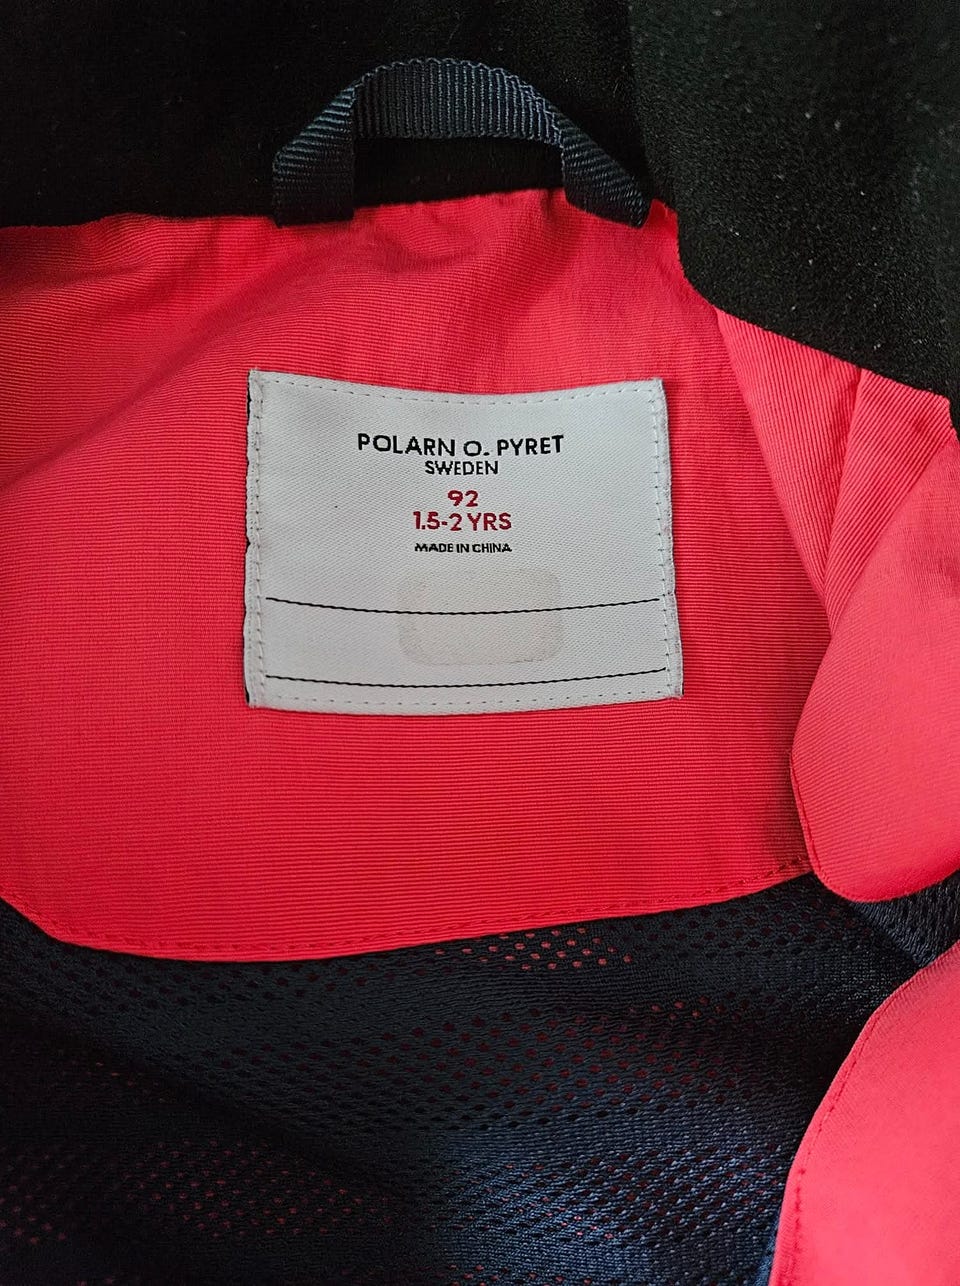 POLARN O. PYRET
SWEDEN
92
1.5-2 YRS
MADE IN CHINA